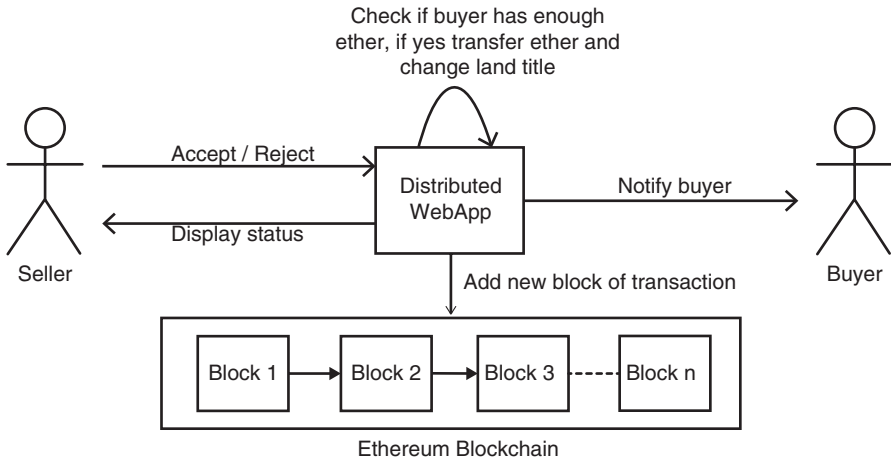 Check if buyer has enough
ether, if yes transfer ether and
change land title
Accept / Reject
Distributed
WebApp
Notify buyer
Display status
Seller
Buyer
Add new block of transaction
Block 1
Block 2
Block 3
Block n
Ethereum Blockchain